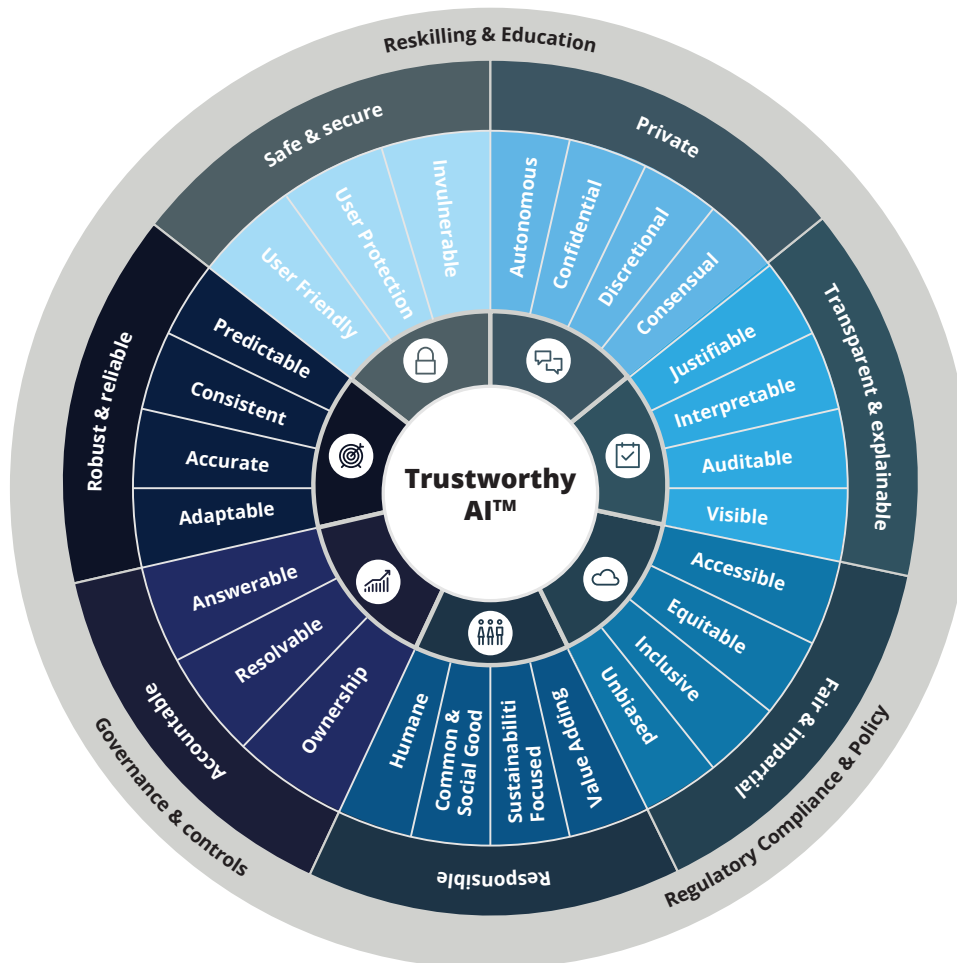 Reskilling & Education
Safe & secure
Private
Transparent & explainable
Fair & impartial
Responsible
Accountable
Robust & reliable
Regulatory Compliance & Policy
Governance & controls
User Friendly
User Protection
Invulnerable
Autonomous
Confidential
Discretional
Consensual
Justifiable
Interpretable
Auditable
Visible
Accessible
Equitable
Inclusive
Unbiased
Value Adding
Sustainabiliti
Focused
Common &
Social Good
Humane
Ownership
Resolvable
Answerable
Adaptable
Accurate
Consistent
Predictable
Trustworthy
AI™